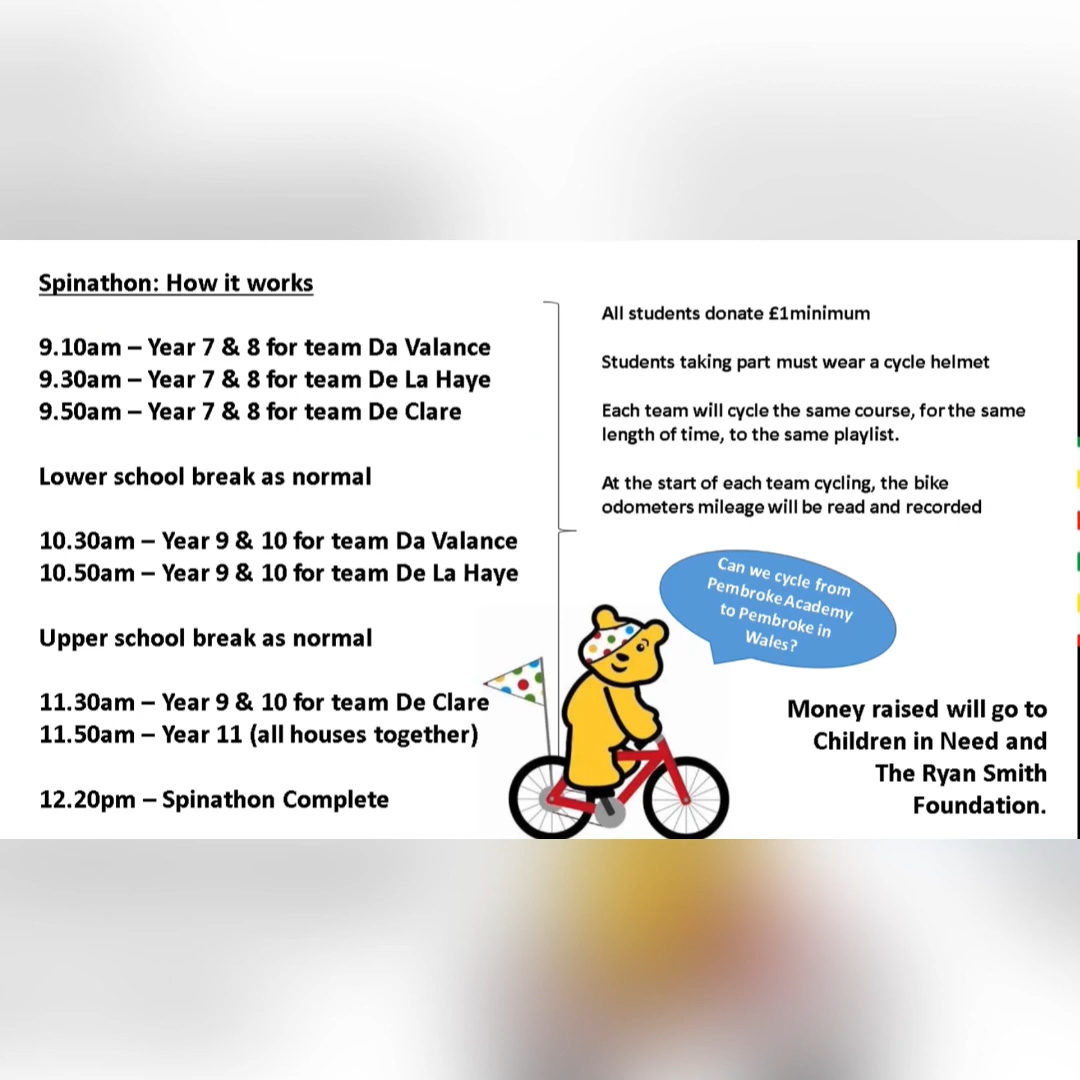 Spinathon: How it works
9.10am – Year 7 & 8 for team Da Valance
9.30am – Year 7 & 8 for team De La Haye
9.50am – Year 7 & 8 for team De Clare
Lower school break as normal
10.30am – Year 9 & 10 for team Da Valance
10.50am – Year 9 & 10 for team De La Haye
Upper school break as normal
11.30am – Year 9 & 10 for team De Clare
11.50am – Year 11 (all houses together)
12.20pm – Spinathon Complete
All students donate £1minimum
Students taking part must wear a cycle helmet
Each team will cycle the same course, for the same
length of time, to the same playlist.
At the start of each team cycling, the bike
odometers mileage will be read and recorded
Can we cycle from
Pembroke Academy
to Pembroke in
Wales?
Money raised will go to
Children in Need and
The Ryan Smith
Foundation.